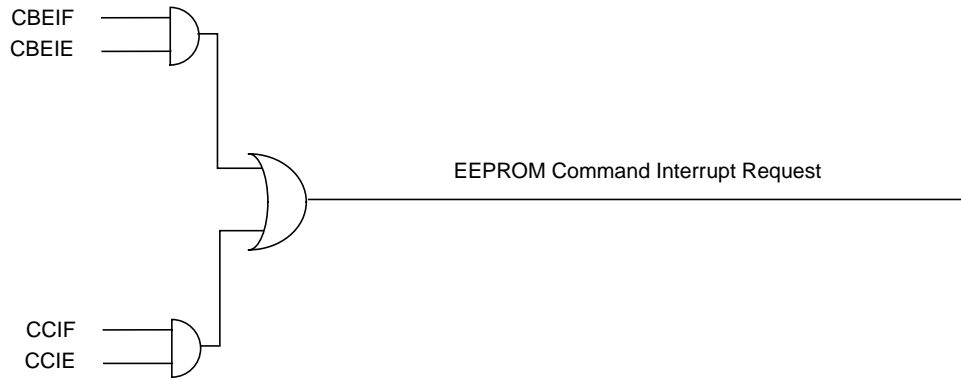 CBEIF
CBEIE
EEPROM Command Interrupt Request
CCIF
CCIE